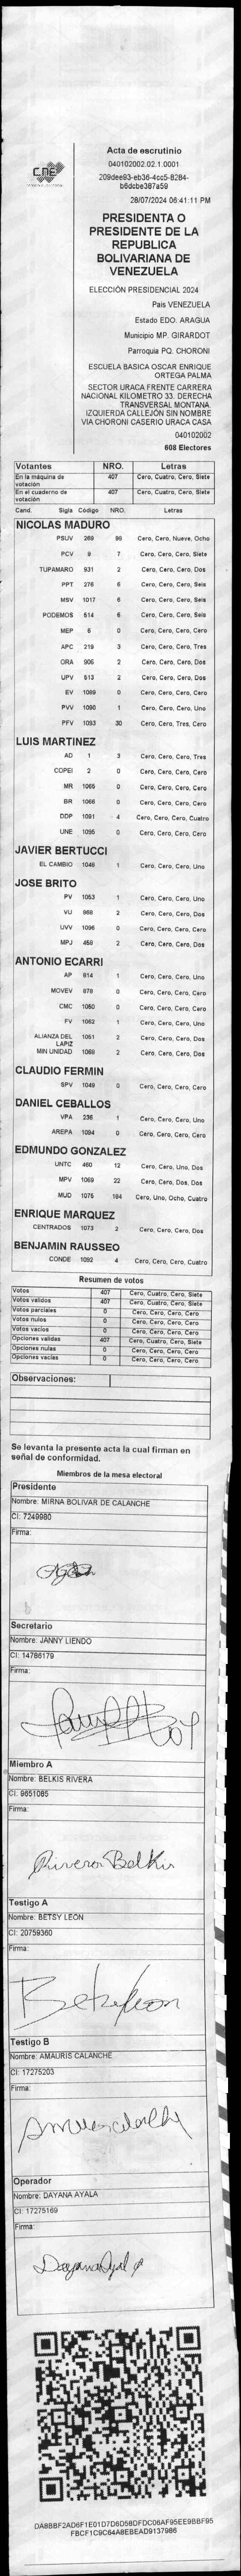 CNE
Acta de escrutinio
040102002.02.1.0001
209dee93-eb36-4cc5-8284-
b6dcbe387a59
28/07/2024 06:41:11 PM
PRESIDENTA O
PRESIDENTE DE LA
REPUBLICA
BOLIVARIANA DE
VENEZUELA
ELECCIÓN PRESIDENCIAL 2024
Pais VENEZUELA
Estado EDO. ARAGUA
Municipio MP. GIRARDOT
Parroquia PQ. CHORONI
ESCUELA BASICA OSCAR ENRIQUE
ORTEGA PALMA
SECTOR URACA FRENTE CARRERA
NACIONAL KILOMETRO 33. DERECHA
TRANSVERSAL MONTANA.
IZQUIERDA CALLEJÓN SIN NOMBRE
VIA CHORONI CASERIO URACA CASA
040102002
608 Electores
Votantes NRO. Letras
En la máquina de votación 407 Cero, Cuatro, Cero, Siete
En el cuaderno de votación 407 Cero, Cuatro, Cero, Siete
Cand. Sigla Código NRO. Letras
NICOLAS MADURO
PSUV 269 98 Cero, Cero, Nueve, Ocho
PCV 9 7 Cero, Cero, Cero, Siete
TUPAMARO 931 2 Cero, Cero, Cero, Dos
PPT 276 6 Cero, Cero, Cero, Seis
MSV 1017 6 Cero, Cero, Cero, Seis
PODEMOS 514 6 Cero, Cero, Cero, Seis
MEP 6 0 Cero, Cero, Cero, Cero
APC 219 3 Cero, Cero, Cero, Tres
ORA 906 2 Cero, Cero, Cero, Dos
UPV 513 2 Cero, Cero, Cero, Dos
EV 1089 0 Cero, Cero, Cero, Cero
PVV 1090 1 Cero, Cero, Cero, Uno
PFV 1093 30 Cero, Cero, Tres, Cero
LUIS MARTINEZ
AD 1 3 Cero, Cero, Cero, Tres
COPEI 2 0 Cero, Cero, Cero, Cero
MR 1065 0 Cero, Cero, Cero, Cero
BR 1066 0 Cero, Cero, Cero, Cero
DDP 1091 4 Cero, Cero, Cero, Cuatro
UNE 1095 0 Cero, Cero, Cero, Cero
JAVIER BERTUCCI
EL CAMBIO 1048 1 Cero, Cero, Cero, Uno
JOSE BRITO
PV 1053 1 Cero, Cero, Cero, Uno
VU 968 2 Cero, Cero, Cero, Dos
UVV 1096 0 Cero, Cero, Cero, Cero
MPJ 459 2 Cero, Cero, Cero, Dos
ANTONIO ECARRI
AP 814 1 Cero, Cero, Cero, Uno
MOVEV 878 0 Cero, Cero, Cero, Cero
CMC 1050 0 Cero, Cero, Cero, Cero
FV 1062 1 Cero, Cero, Cero, Uno
ALIANZA DEL LAPIZ 1051 2 Cero, Cero, Cero, Dos
MIN UNIDAD 1068 2 Cero, Cero, Cero, Dos
CLAUDIO FERMIN
SPV 1049 0 Cero, Cero, Cero, Cero
DANIEL CEBALLOS
VPA 236 1 Cero, Cero, Cero, Uno
AREPA 1094 0 Cero, Cero, Cero, Cero
EDMUNDO GONZALEZ
UNTC 460 12 Cero, Cero, Uno, Dos
MPV 1069 22 Cero, Cero, Dos, Dos
MUD 1075 184 Cero, Uno, Ocho, Cuatro
ENRIQUE MARQUEZ
CENTRADOS 1073 2 Cero, Cero, Cero, Dos
BENJAMIN RAUSSEO
CONDE 1092 4 Cero, Cero, Cero, Cuatro
Resumen de votos
Votos 407 Cero, Cuatro, Cero, Siete
Votos validos 407 Cero, Cuatro, Cero, Siete
Votos parciales 0 Cero, Cero, Cero, Cero
Votos nulos 0 Cero, Cero, Cero, Cero
Votos vacios 0 Cero, Cero, Cero, Cero
Opciones validas 407 Cero, Cuatro, Cero, Siete
Opciones nulas 0 Cero, Cero, Cero, Cero
Opciones vacias 0 Cero, Cero, Cero, Cero
Observaciones:
Se levanta la presente acta la cual firman en
señal de conformidad.
Miembros de la mesa electoral
Presidente
Nombre: MIRNA BOLIVAR DE CALANCHE
CI: 7249980
Firma:
Secretario
Nombre: JANNY LIENDO
CI: 14786179
Firma:
Miembro A
Nombre: BELKIS RIVERA
CI: 9651085
Firma:
Testigo A
Nombre: BETSY LEON
CI: 20759360
Firma:
Testigo B
Nombre: AMAURIS CALANCHE
CI: 17275203
Firma:
Operador
Nombre: DAYANA AYALA
CI: 17275169
Firma:
DA8BBF2AD6F1E01D7D6D58DFDC06AF95EE9BBF95
FBCF1C9C64A8EBEAD9137986